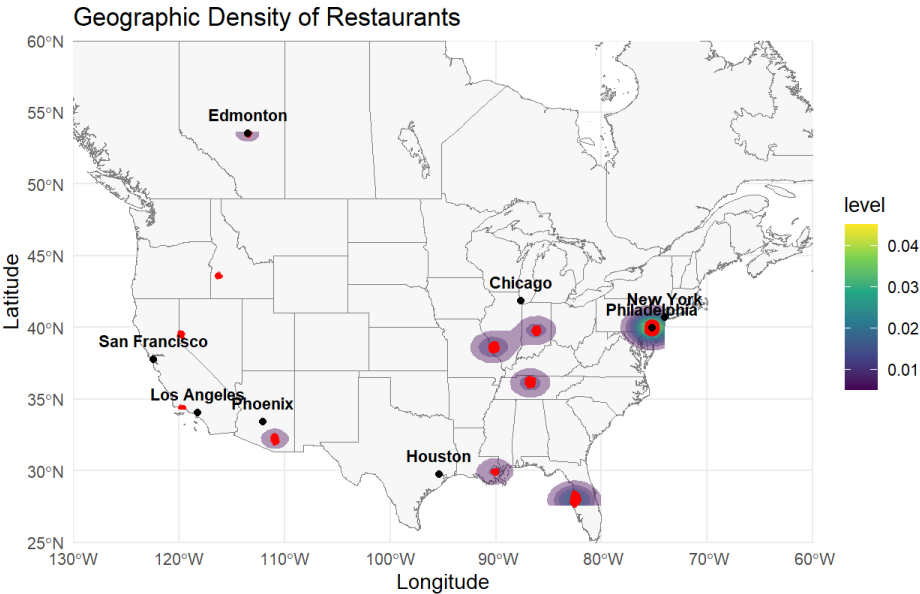 Geographic Density of Restaurants
60°N
55°N
50°N
45°N
40°N
35°N
30°N
25°N
Latitude
Edmonton
Chicago
New York
Philadelphia
San Francisco
Los Angeles
Phoenix
Houston
130°W
120°W
110°W
100°W
90°W
80°W
70°W
60°W
Longitude
level
0.04
0.03
0.02
0.01